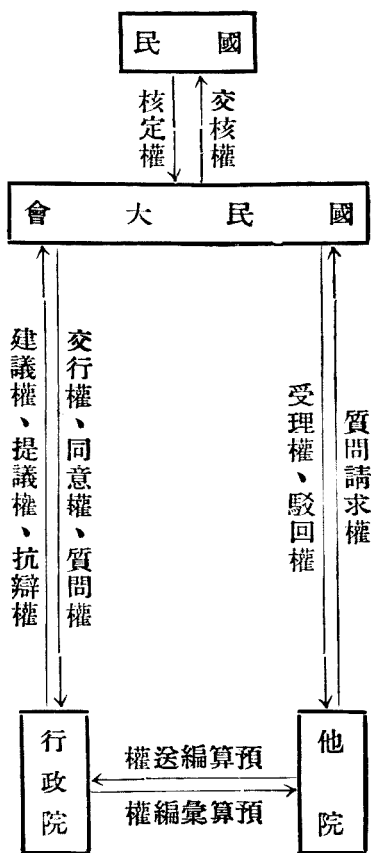 國民
交核權
核定權
國民大會
質問請求權
受理權、駁回權
交行權、同意權、質問權
建議權、提議權、抗辯權
他院
行政院
預算編送權
預算彙編權